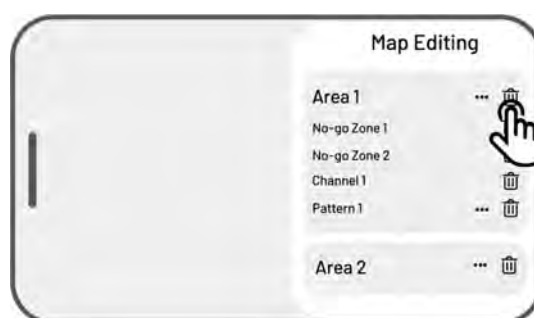 Map Editing
Area 1 ...
No-go Zone 1
No-go Zone 2
Channel 1
Pattern 1 ...
Area 2 ...